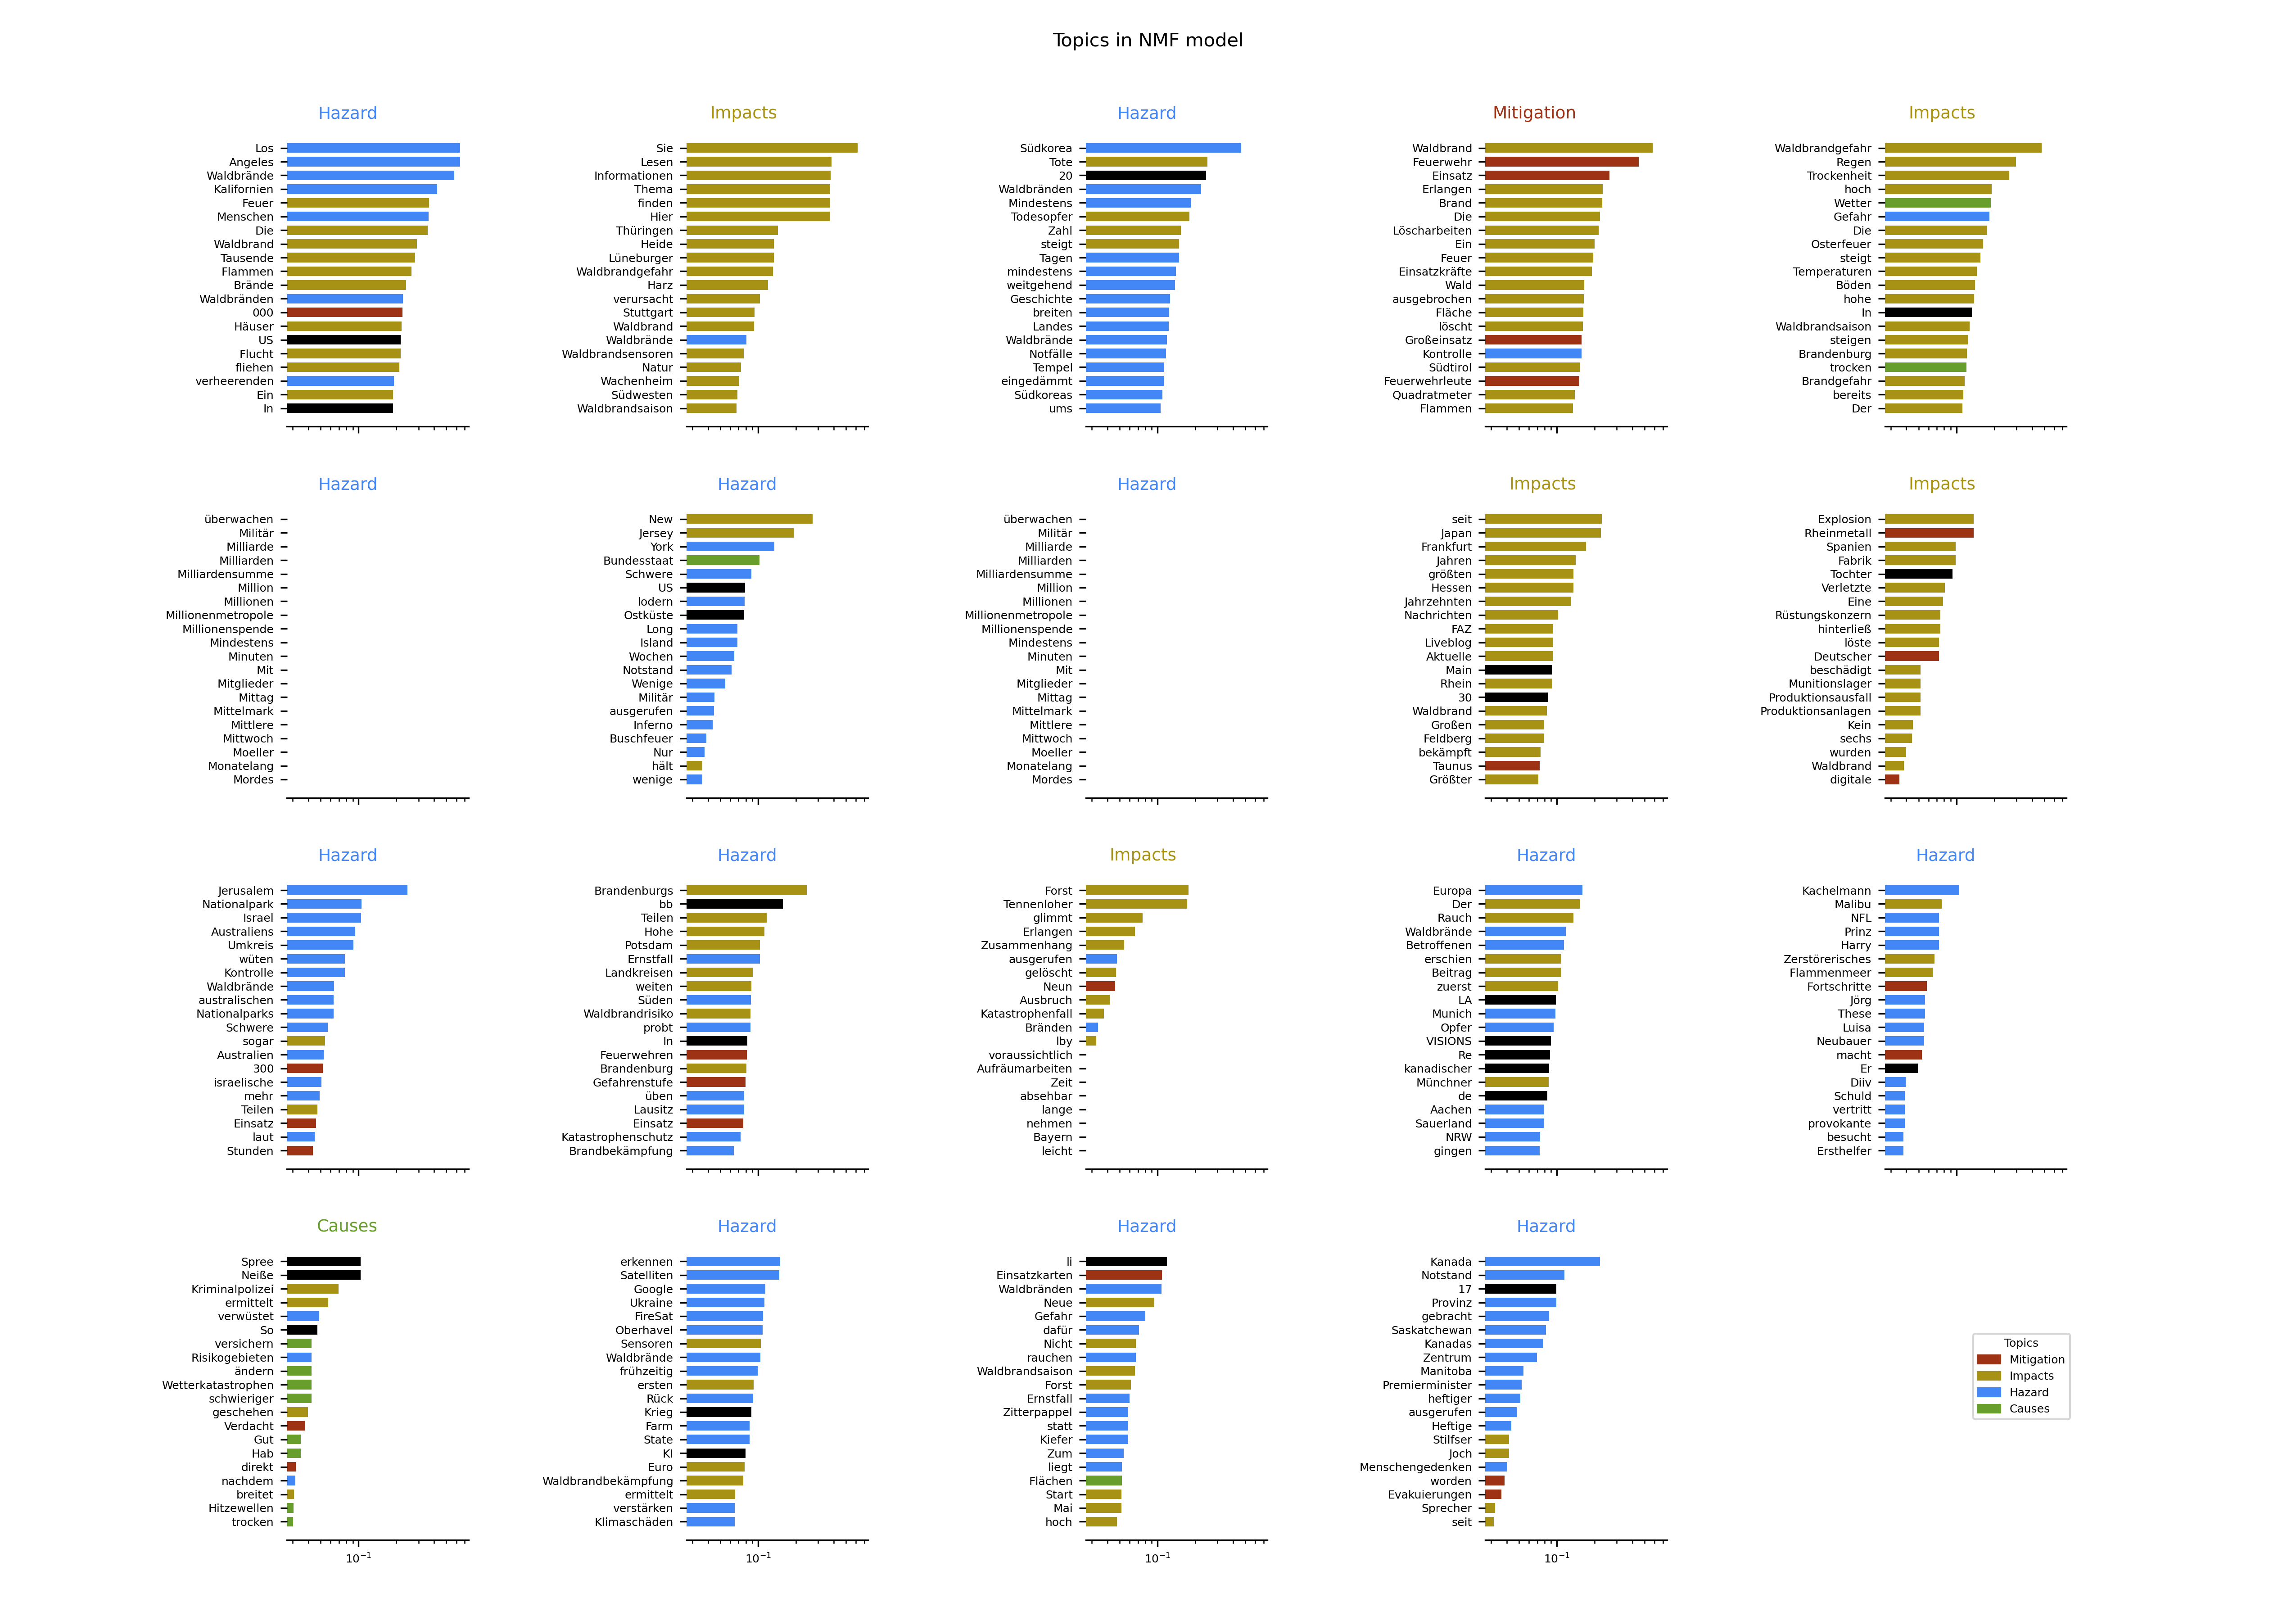 Topics in NMF model
Hazard
Los
Angeles
Waldbrände
Kalifornien
Feuer
Menschen
Die
Waldbrand
Tausende
Flammen
Brände
Waldbränden
000
Häuser
US
Flucht
fliehen
verheerenden
Ein
In
Impacts
Sie
Lesen
Informationen
Thema
finden
Hier
Thüringen
Heide
Lüneburger
Waldbrandgefahr
Harz
verursacht
Stuttgart
Waldbrand
Waldbrände
Waldbrandsensoren
Natur
Wachenheim
Südwesten
Waldbrandsaison
Hazard
Südkorea
Tote
20
Waldbränden
Mindestens
Todesopfer
Zahl
steigt
Tagen
mindestens
weitgehend
Geschichte
breiten
Landes
Waldbrände
Notfälle
Tempel
eingedämmt
Südkoreas
ums
Mitigation
Waldbrand
Feuerwehr
Einsatz
Erlangen
Brand
Die
Löscharbeiten
Ein
Feuer
Einsatzkräfte
Wald
ausgebrochen
Fläche
löscht
Großeinsatz
Kontrolle
Südtirol
Feuerwehrleute
Quadratmeter
Flammen
Impacts
Waldbrandgefahr
Regen
Trockenheit
hoch
Wetter
Gefahr
Die
Osterfeuer
steigt
Temperaturen
Böden
hohe
In
Waldbrandsaison
steigen
Brandenburg
trocken
Brandgefahr
bereits
Der
Hazard
überwachen
Militär
Milliarde
Milliarden
Milliardensumme
Million
Millionen
Millionenmetropole
Millionenspende
Mindestens
Minuten
Mit
Mitglieder
Mittag
Mittelmark
Mittlere
Mittwoch
Moeller
Monatelang
Mordes
Hazard
New
Jersey
York
Bundesstaat
Schwere
US
lodern
Ostküste
Long
Island
Wochen
Notstand
Wenige
Militär
ausgerufen
Inferno
Buschfeuer
Nur
hält
wenige
Hazard
überwachen
Militär
Milliarde
Milliarden
Milliardensumme
Million
Millionen
Millionenmetropole
Millionenspende
Mindestens
Minuten
Mit
Mitglieder
Mittag
Mittelmark
Mittlere
Mittwoch
Moeller
Monatelang
Mordes
Impacts
seit
Japan
Frankfurt
Jahren
größten
Hessen
Jahrzehnten
Nachrichten
FAZ
Liveblog
Aktuelle
Main
Rhein
30
Waldbrand
Großen
Feldberg
bekämpft
Taunus
Größter
Impacts
Explosion
Rheinmetall
Spanien
Fabrik
Tochter
Verletzte
Eine
Rüstungskonzern
hinterließ
löste
Deutscher
beschädigt
Munitionslager
Produktionsausfall
Produktionsanlagen
Kein
sechs
wurden
Waldbrand
digitale
Hazard
Jerusalem
Nationalpark
Israel
Australiens
Umkreis
wüten
Kontrolle
Waldbrände
australischen
Nationalparks
Schwere
sogar
Australien
300
israelische
mehr
Teilen
Einsatz
laut
Stunden
Hazard
Brandenburgs
bb
Teilen
Hohe
Potsdam
Ernstfall
Landkreisen
weiten
Süden
Waldbrandrisiko
probt
In
Feuerwehren
Brandenburg
Gefahrenstufe
üben
Lausitz
Einsatz
Katastrophenschutz
Brandbekämpfung
Impacts
Forst
Tennenloher
glimmt
Erlangen
Zusammenhang
ausgerufen
gelöscht
Neun
Ausbruch
Katastrophenfall
Bränden
lby
voraussichtlich
Aufräumarbeiten
Zeit
absehbar
lange
nehmen
Bayern
leicht
Hazard
Europa
Der
Rauch
Waldbrände
Betroffenen
erschien
Beitrag
zuerst
LA
Munich
Opfer
VISIONS
Re
kanadischer
Münchner
de
Aachen
Sauerland
NRW
gingen
Hazard
Kachelmann
Malibu
NFL
Prinz
Harry
Zerstörerisches
Flammenmeer
Fortschritte
Jörg
These
Luisa
Neubauer
macht
Er
Diiv
Schuld
vertritt
provokante
besucht
Ersthelfer
Causes
Spree
Neiße
Kriminalpolizei
ermittelt
verwüstet
So
versichern
Risikogebieten
ändern
Wetterkatastrophen
schwieriger
geschehen
Verdacht
Gut
Hab
direkt
nachdem
breitet
Hitzewellen
trocken
10⁻¹
Hazard
erkennen
Satelliten
Google
Ukraine
FireSat
Oberhavel
Sensoren
Waldbrände
frühzeitig
ersten
Rück
Krieg
Farm
State
KI
Euro
Waldbrandbekämpfung
ermittelt
verstärken
Klimaschäden
10⁻¹
Hazard
li
Einsatzkarten
Waldbränden
Neue
Gefahr
dafür
Nicht
rauchen
Waldbrandsaison
Forst
Ernstfall
Zitterpappel
statt
Kiefer
Zum
liegt
Flächen
Start
Mai
hoch
10⁻¹
Hazard
Kanada
Notstand
17
Provinz
gebracht
Saskatchewan
Kanadas
Zentrum
Manitoba
Premierminister
heftiger
ausgerufen
Heftige
Stilfser
Joch
Menschengedenken
worden
Evakuierungen
Sprecher
seit
10⁻¹
Topics
Mitigation
Impacts
Hazard
Causes